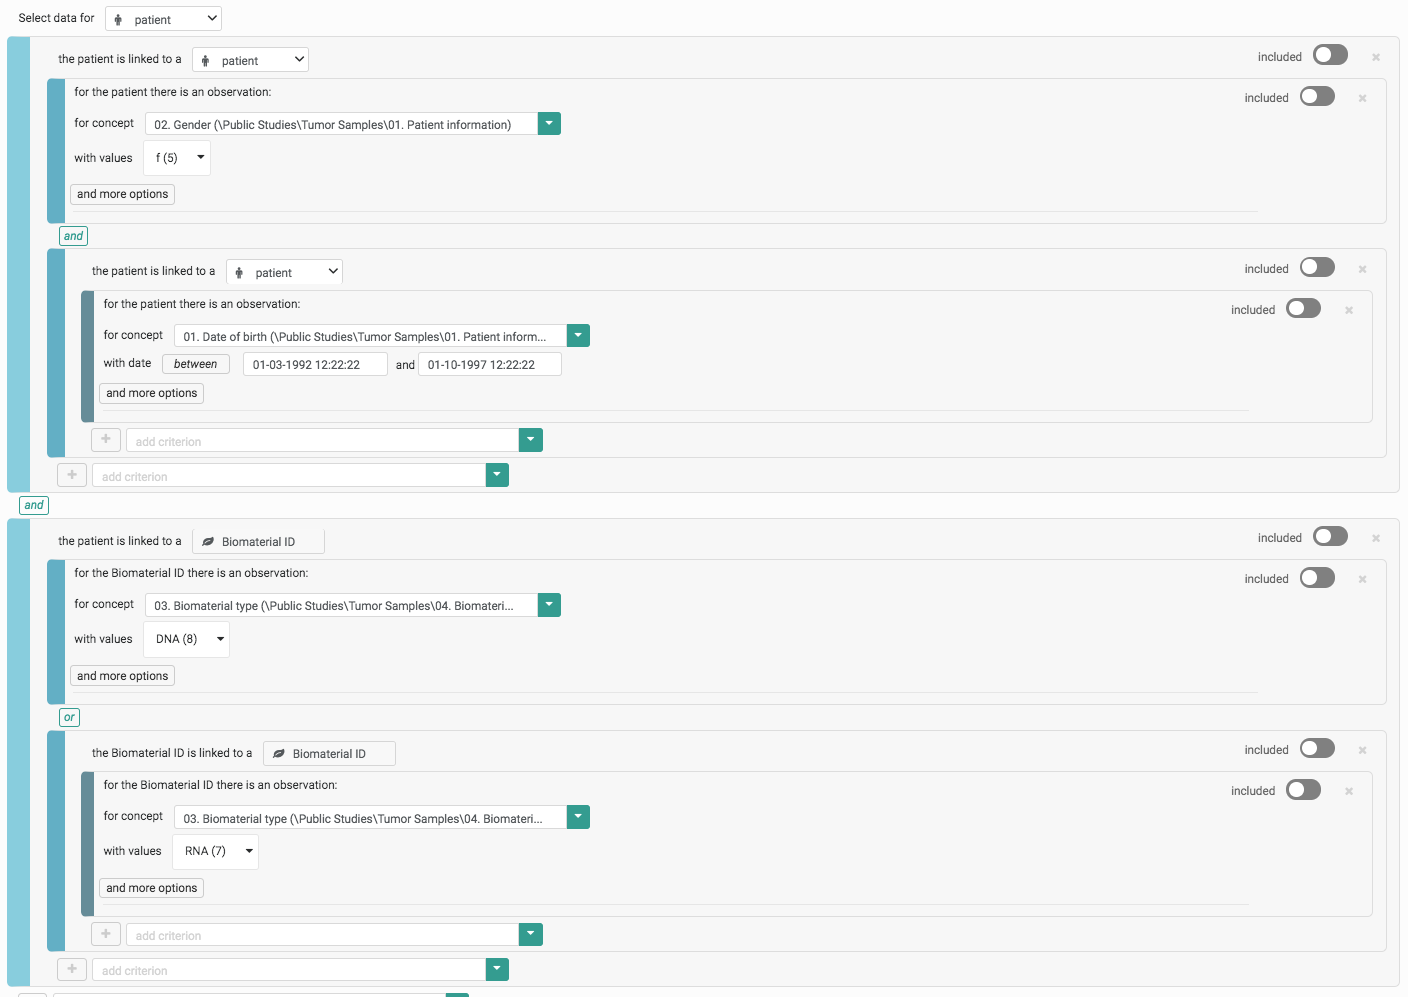 Select data for patient
the patient is linked to a patient included
for the patient there is an observation: included
for concept 02. Gender (\Public Studies\Tumor Samples\01. Patient information)
with values f (5)
and more options
and
the patient is linked to a patient included
for the patient there is an observation: included
for concept 01. Date of birth (\Public Studies\Tumor Samples\01. Patient inform...
with date between 01-03-1992 12:22:22 and 01-10-1997 12:22:22
and more options
add criterion
add criterion
and
the patient is linked to a Biomaterial ID included
for the Biomaterial ID there is an observation: included
for concept 03. Biomaterial type (\Public Studies\Tumor Samples\04. Biomateri...
with values DNA (8)
and more options
or
the Biomaterial ID is linked to a Biomaterial ID included
for the Biomaterial ID there is an observation: included
for concept 03. Biomaterial type (\Public Studies\Tumor Samples\04. Biomateri...
with values RNA (7)
and more options
add criterion
add criterion